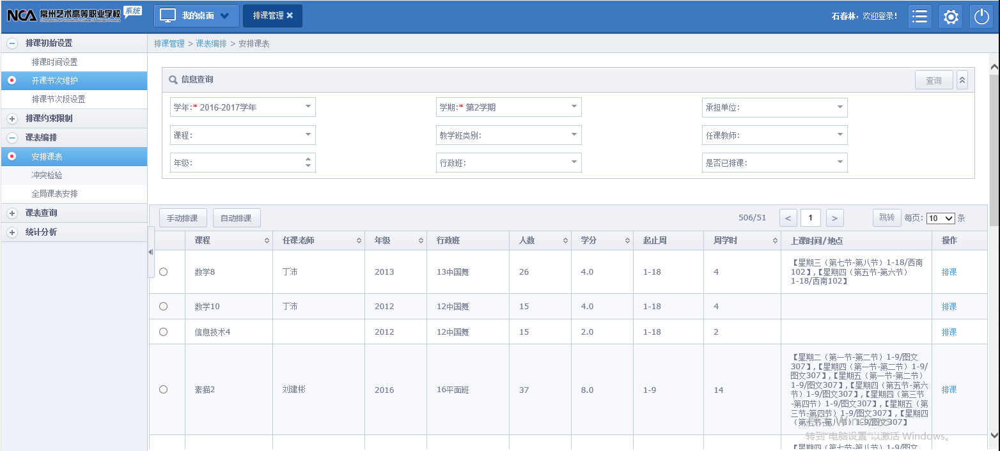 NCA 常州艺术高等职业学校 系统
我的桌面
排课管理
石春林，欢迎登录！
排课初始设置
排课时间设置
开课节次维护
排课节次段设置
排课约束限制
课表编排
安排课表
冲突检验
全局课表安排
课表查询
统计分析
排课管理 > 课表编排 > 安排课表
信息查询
查询
学年:* 2016-2017学年
学期:* 第2学期
承担单位:
课程:
教学班类别:
任课教师:
年级:
行政班:
是否已排课:
手动排课
自动排课
506/51
<
1
>
跳转
每页: 10 条
课程 任课老师 年级 行政班 人数 学分 起止周 周学时 上课时间/地点 操作
数学8 丁沛 2013 13中国舞 26 4.0 1-18 4
【星期三（第七节-第八节）1-18/西南
102】,【星期四（第五节-第六节）
1-18/西南102】
排课
数学10 丁沛 2012 12中国舞 15 4.0 1-18 4 排课
信息技术4 2012 12中国舞 15 2.0 1-18 2 排课
素描2 刘建彬 2016 16平面班 37 8.0 1-9 14
【星期二（第一节-第二节）1-9/图文
307】,【星期四（第一节-第二节）1-9/
图文307】,【星期五（第一节-第二节）
1-9/图文307】,【星期四（第五节-第六
节）1-9/图文307】,【星期四（第三节
-第四节）1-9/图文307】,【星期五（第
三节-第四节）1-9/图文307】,【星期四
（第七节-第八节）1-9/图文307】
排课
激活 Windows
转到"电脑设置"以激活 Windows。
【星期四（第七节-第八节）1-9/图文